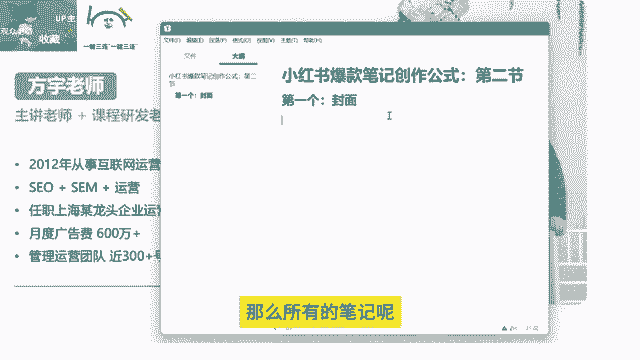 UP主
观众
收藏
一键三连"一键三连"
方宇老师
主讲老师 + 课程研发老
• 2012年从事互联网运营
• SEO + SEM + 运营
• 任职上海某龙头企业运营
• 月度广告费 600万+
• 管理运营团队 近300+号
文件(F) 编辑(E) 段落(P) 格式(O) 视图(V) 主题(T) 帮助(H)
文件
大纲
小红书爆款笔记创作公式：第二节
第一个：封面
小红书爆款笔记创作公式：第二节
第一个：封面
那么所有的笔记呢